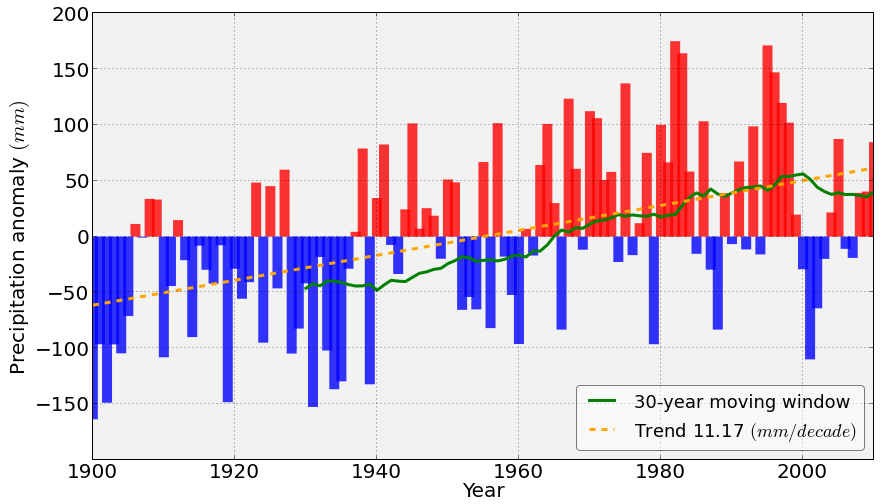 200
150
100
50
0
−50
−100
−150
Precipitation anomaly (mm)
1900 1920 1940 1960 1980 2000
Year
30-year moving window
Trend 11.17 (mm/decade)